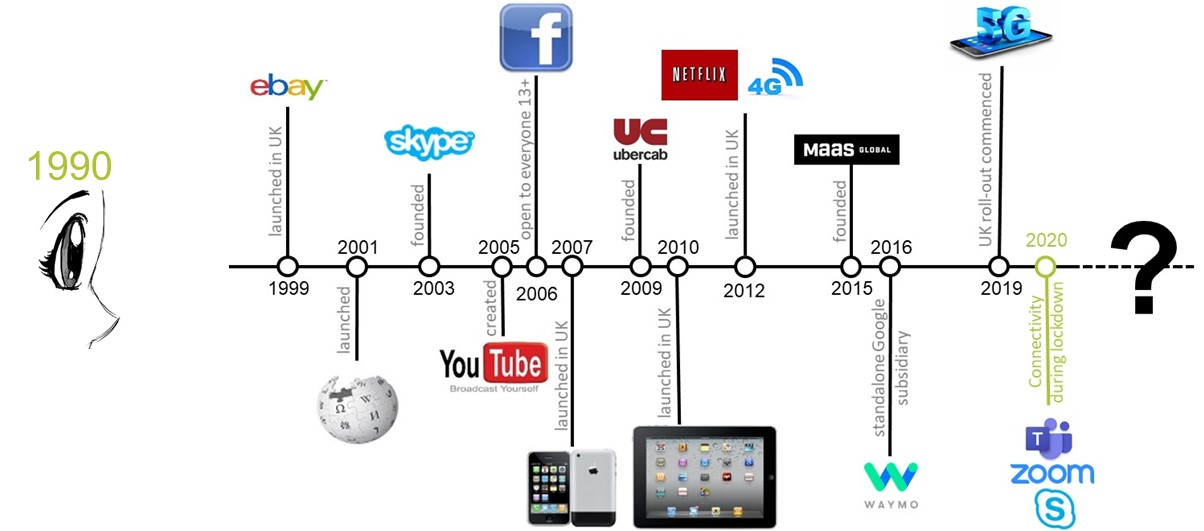 1990
ebay
launched in UK
1999
2001
launched
skype
founded
2003
2005
created
You Tube
Broadcast Yourself
f
open to everyone 13+
2006
2007
launched in UK
UC
ubercab
founded
2009
2010
launched in UK
NETFLIX
4G
launched in UK
2012
MaaS GLOBAL
founded
2015
2016
standalone Google
subsidiary
WAYMO
5G
UK roll-out commenced
2019
2020
Connectivity
during lockdown
T
zoom
S
?